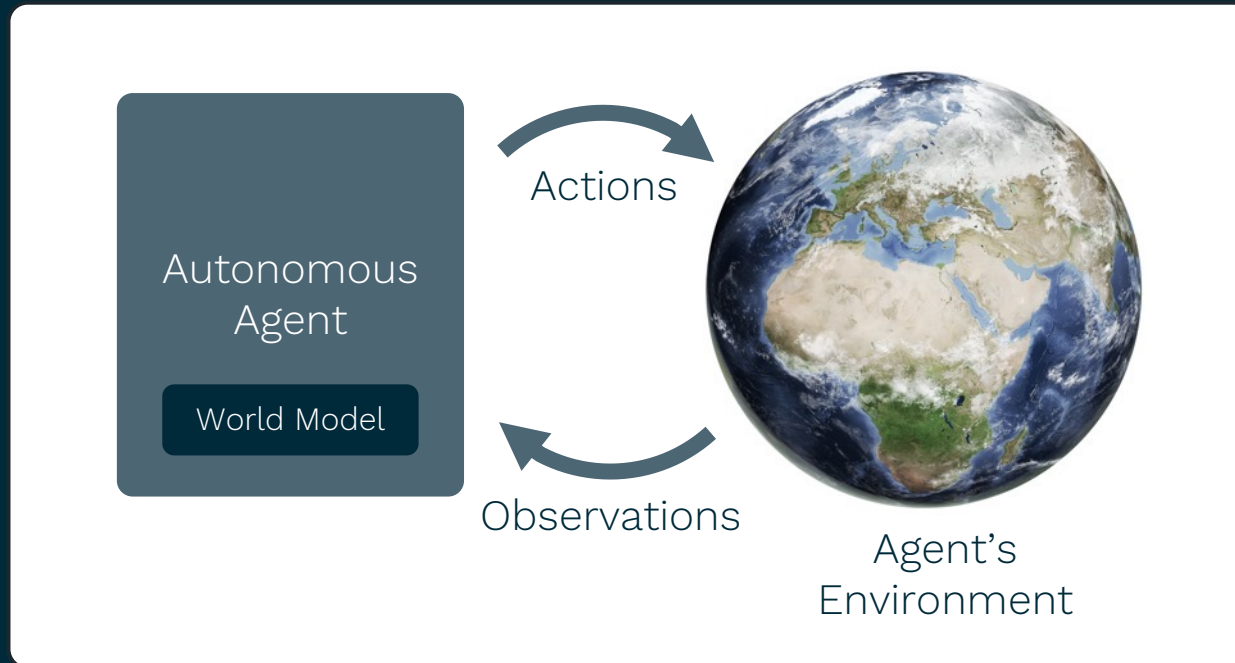 Actions
Autonomous
Agent
World Model
Observations
Agent’s
Environment